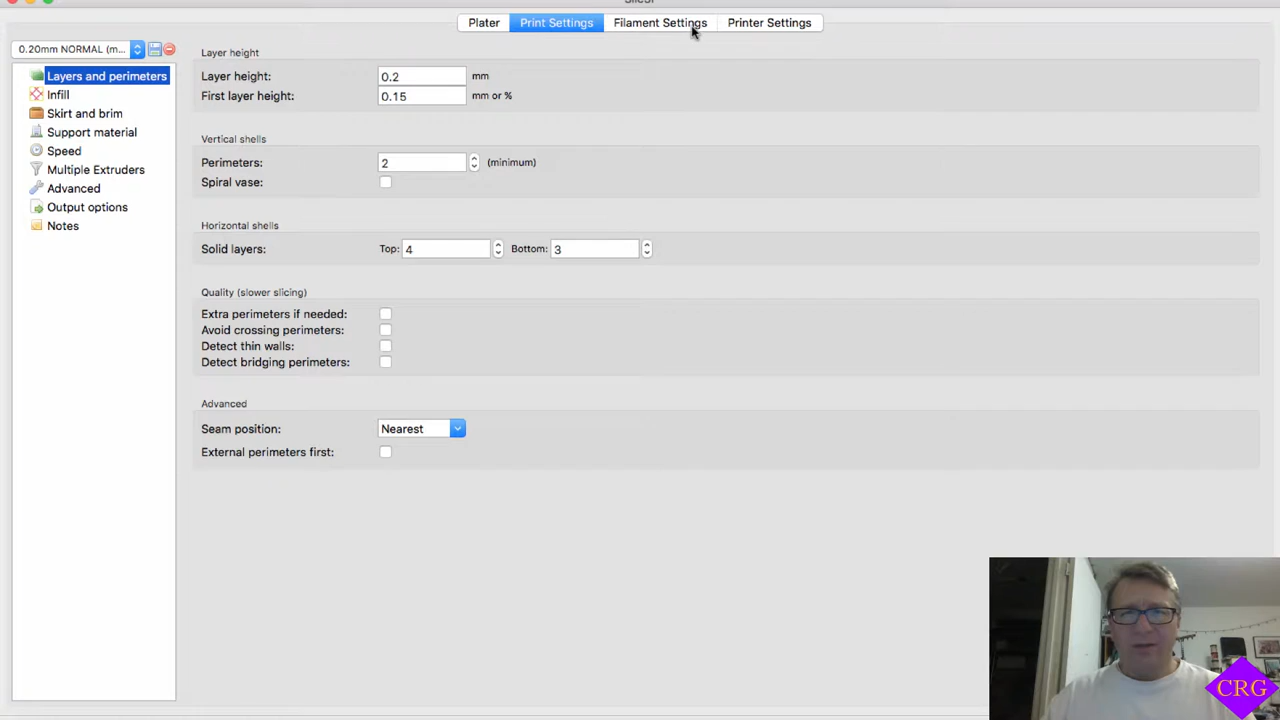 Plater Print Settings Filament Settings Printer Settings
0.20mm NORMAL (m...
Layers and perimeters
Infill
Skirt and brim
Support material
Speed
Multiple Extruders
Advanced
Output options
Notes
Layer height
Layer height: 0.2 mm
First layer height: 0.15 mm or %
Vertical shells
Perimeters: 2 (minimum)
Spiral vase:
Horizontal shells
Solid layers: Top: 4 Bottom: 3
Quality (slower slicing)
Extra perimeters if needed:
Avoid crossing perimeters:
Detect thin walls:
Detect bridging perimeters:
Advanced
Seam position: Nearest
External perimeters first:
CRG